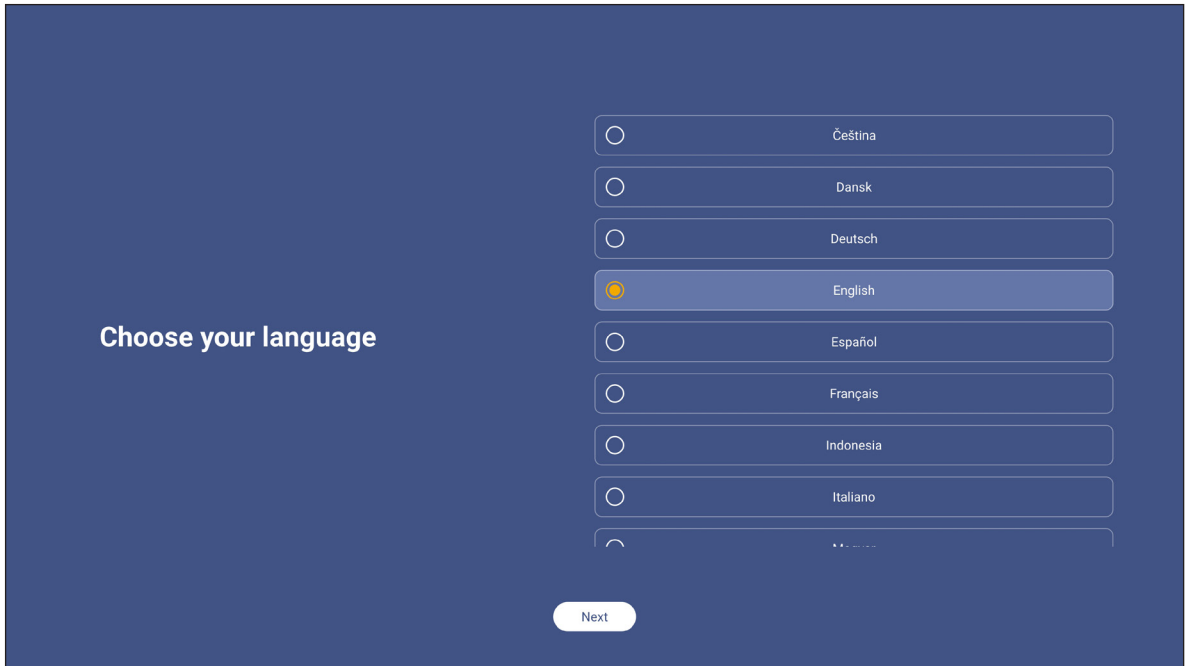 Choose your language
Čeština
Dansk
Deutsch
English
Español
Français
Indonesia
Italiano
Next